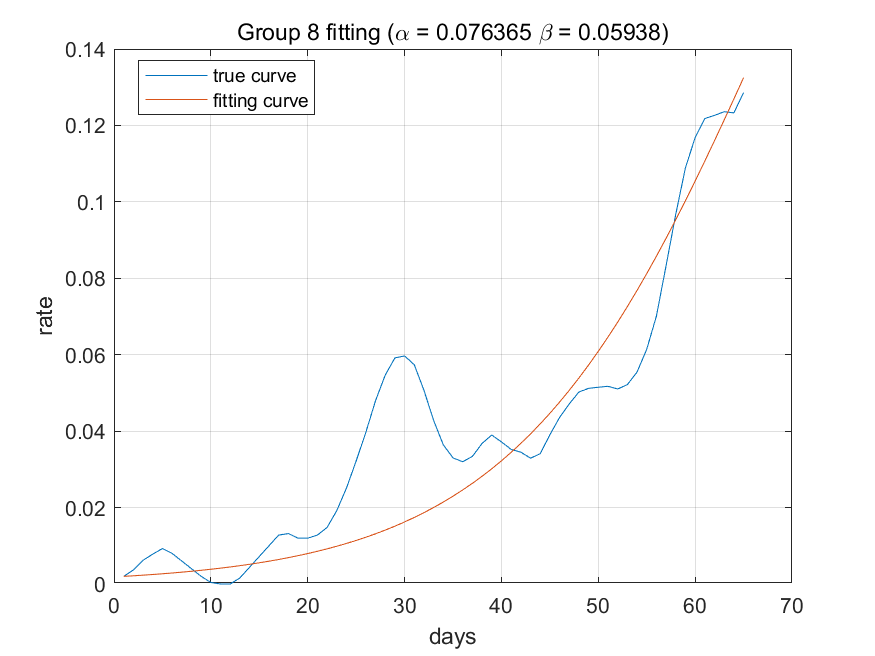 Group 8 fitting (α = 0.076365 β = 0.05938)
0.14
0.12
0.1
0.08
0.06
0.04
0.02
0
true curve
fitting curve
rate
0 10 20 30 40 50 60 70
days